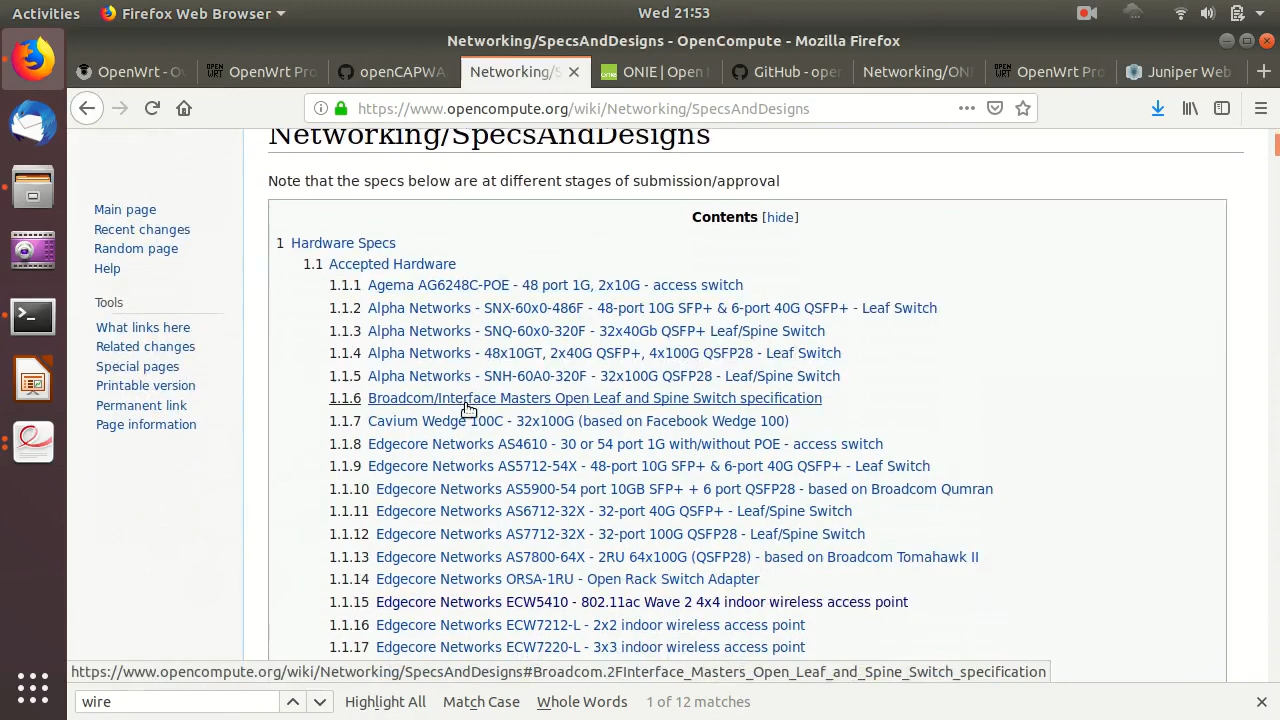 Activities Firefox Web Browser Wed 21:53
Networking/SpecsAndDesigns - OpenCompute - Mozilla Firefox
OpenWrt - Ov OpenWrt Pro openCAPWA Networking/S ONIE | Open GitHub - oper Networking/ONI OpenWrt Pro Juniper Web
https://www.opencompute.org/wiki/Networking/SpecsAndDesigns
Networking/SpecsAndDesigns
Note that the specs below are at different stages of submission/approval
Main page
Recent changes
Random page
Help
Tools
What links here
Related changes
Special pages
Printable version
Permanent link
Page information
Contents [hide]
1 Hardware Specs
1.1 Accepted Hardware
1.1.1 Agema AG6248C-POE - 48 port 1G, 2x10G - access switch
1.1.2 Alpha Networks - SNX-60x0-486F - 48-port 10G SFP+ & 6-port 40G QSFP+ - Leaf Switch
1.1.3 Alpha Networks - SNQ-60x0-320F - 32x40Gb QSFP+ Leaf/Spine Switch
1.1.4 Alpha Networks - 48x10GT, 2x40G QSFP+, 4x100G QSFP28 - Leaf Switch
1.1.5 Alpha Networks - SNH-60A0-320F - 32x100G QSFP28 - Leaf/Spine Switch
1.1.6 Broadcom/Interface Masters Open Leaf and Spine Switch specification
1.1.7 Cavium Wedge 100C - 32x100G (based on Facebook Wedge 100)
1.1.8 Edgecore Networks AS4610 - 30 or 54 port 1G with/without POE - access switch
1.1.9 Edgecore Networks AS5712-54X - 48-port 10G SFP+ & 6-port 40G QSFP+ - Leaf Switch
1.1.10 Edgecore Networks AS5900-54 port 10GB SFP+ + 6 port QSFP28 - based on Broadcom Qumran
1.1.11 Edgecore Networks AS6712-32X - 32-port 40G QSFP+ - Leaf/Spine Switch
1.1.12 Edgecore Networks AS7712-32X - 32-port 100G QSFP28 - Leaf/Spine Switch
1.1.13 Edgecore Networks AS7800-64X - 2RU 64x100G (QSFP28) - based on Broadcom Tomahawk II
1.1.14 Edgecore Networks ORSA-1RU - Open Rack Switch Adapter
1.1.15 Edgecore Networks ECW5410 - 802.11ac Wave 2 4x4 indoor wireless access point
1.1.16 Edgecore Networks ECW7212-L - 2x2 indoor wireless access point
1.1.17 Edgecore Networks ECW7220-L - 3x3 indoor wireless access point
https://www.opencompute.org/wiki/Networking/SpecsAndDesigns#Broadcom.2FInterface_Masters_Open_Leaf_and_Spine_Switch_specification
wire Highlight All Match Case Whole Words 1 of 12 matches